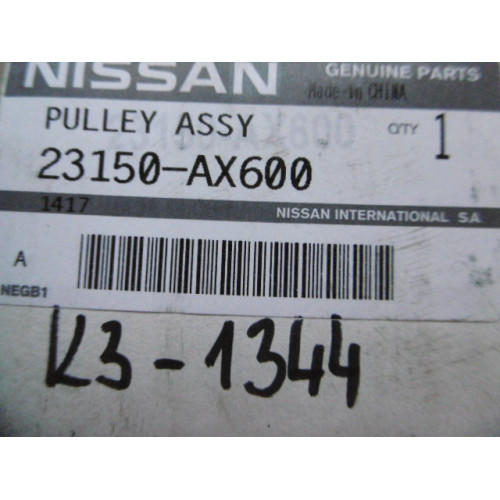 NISSAN GENUINE PARTS
Made in CHINA
PULLEY ASSY QTY 1
23150-AX600
1417 NISSAN INTERNATIONAL S.A.
A
NEGB1
K3-1344